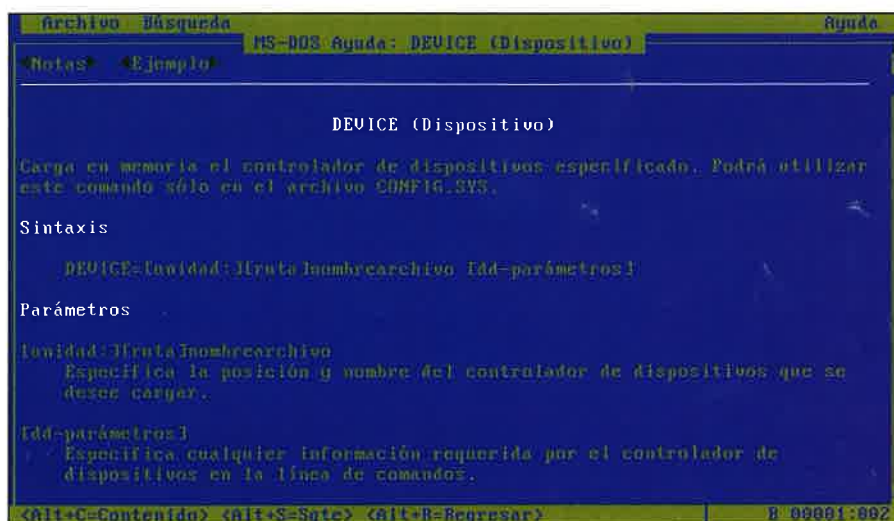 Archivo Búsqueda Ayuda
MS-DOS Ayuda: DEVICE (Dispositivo)
◄Notas► ◄Ejemplo►
DEVICE (Dispositivo)
Carga en memoria el controlador de dispositivos especificado. Podrá utilizar
este comando sólo en el archivo CONFIG.SYS.
Sintaxis
DEVICE=[unidad:][ruta]nombrearchivo [dd-parámetros]
Parámetros
[unidad:][ruta]nombrearchivo
Especifica la posición y nombre del controlador de dispositivos que se
desee cargar.
[dd-parámetros]
Especifica cualquier información requerida por el controlador de
dispositivos en la línea de comandos.
<Alt+C=Contenido> <Alt+S=Sgte> <Alt+R=Regresar> B 00001:002